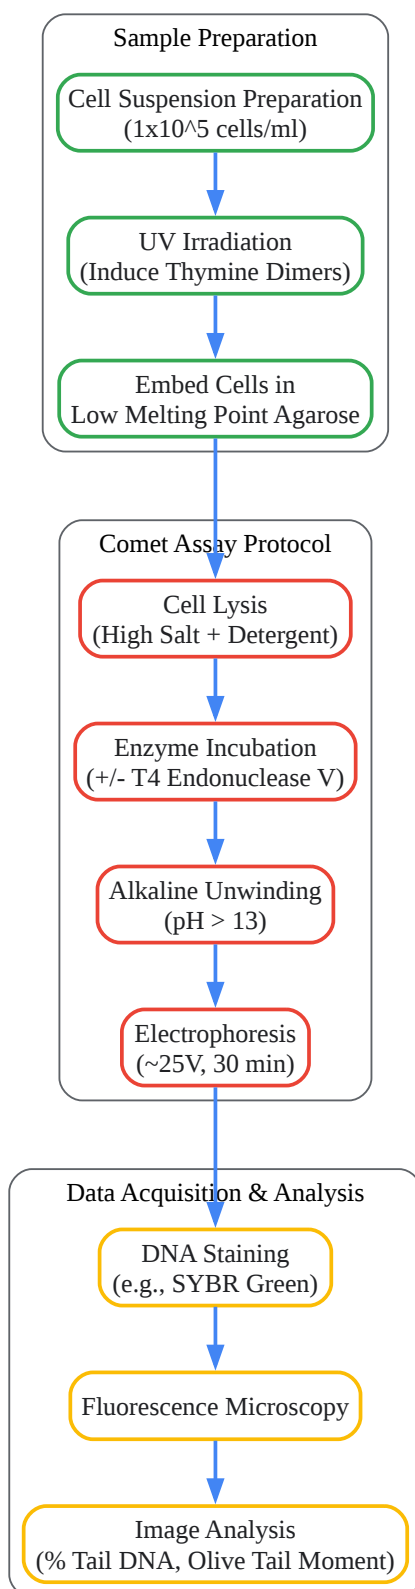 Sample Preparation
Cell Suspension Preparation
(1x10^5 cells/ml)
UV Irradiation
(Induce Thymine Dimers)
Embed Cells in
Low Melting Point Agarose
Comet Assay Protocol
Cell Lysis
(High Salt + Detergent)
Enzyme Incubation
(+/- T4 Endonuclease V)
Alkaline Unwinding
(pH > 13)
Electrophoresis
(~25V, 30 min)
Data Acquisition & Analysis
DNA Staining
(e.g., SYBR Green)
Fluorescence Microscopy
Image Analysis
(% Tail DNA, Olive Tail Moment)